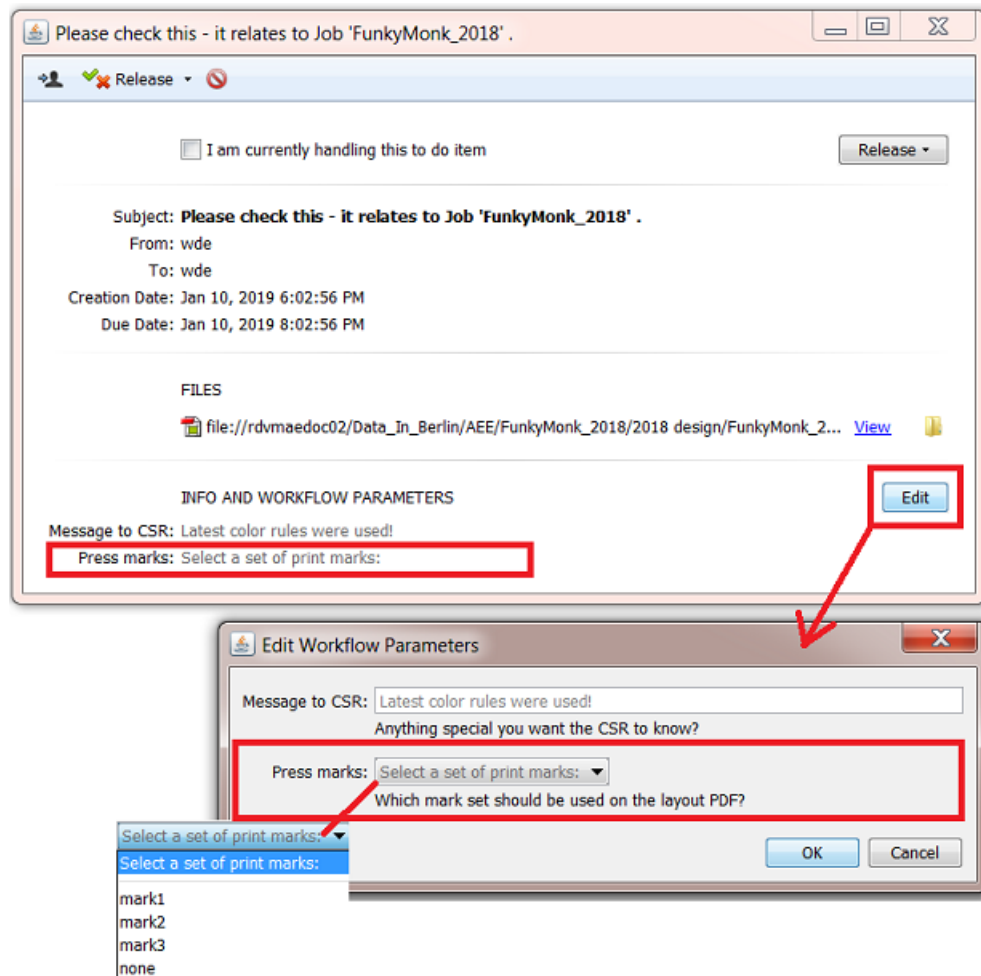 Please check this - it relates to Job 'FunkyMonk_2018' .
Release
I am currently handling this to do item
Release
Subject: Please check this - it relates to Job 'FunkyMonk_2018' .
From: wde
To: wde
Creation Date: Jan 10, 2019 6:02:56 PM
Due Date: Jan 10, 2019 8:02:56 PM
FILES
file://rdvmaedoc02/Data_In_Berlin/AEE/FunkyMonk_2018/2018 design/FunkyMonk_2... View
INFO AND WORKFLOW PARAMETERS Edit
Message to CSR: Latest color rules were used!
Press marks: Select a set of print marks:
Edit Workflow Parameters
Message to CSR: Latest color rules were used!
Anything special you want the CSR to know?
Press marks: Select a set of print marks:
Which mark set should be used on the layout PDF?
OK Cancel
Select a set of print marks:
Select a set of print marks:
mark1
mark2
mark3
none